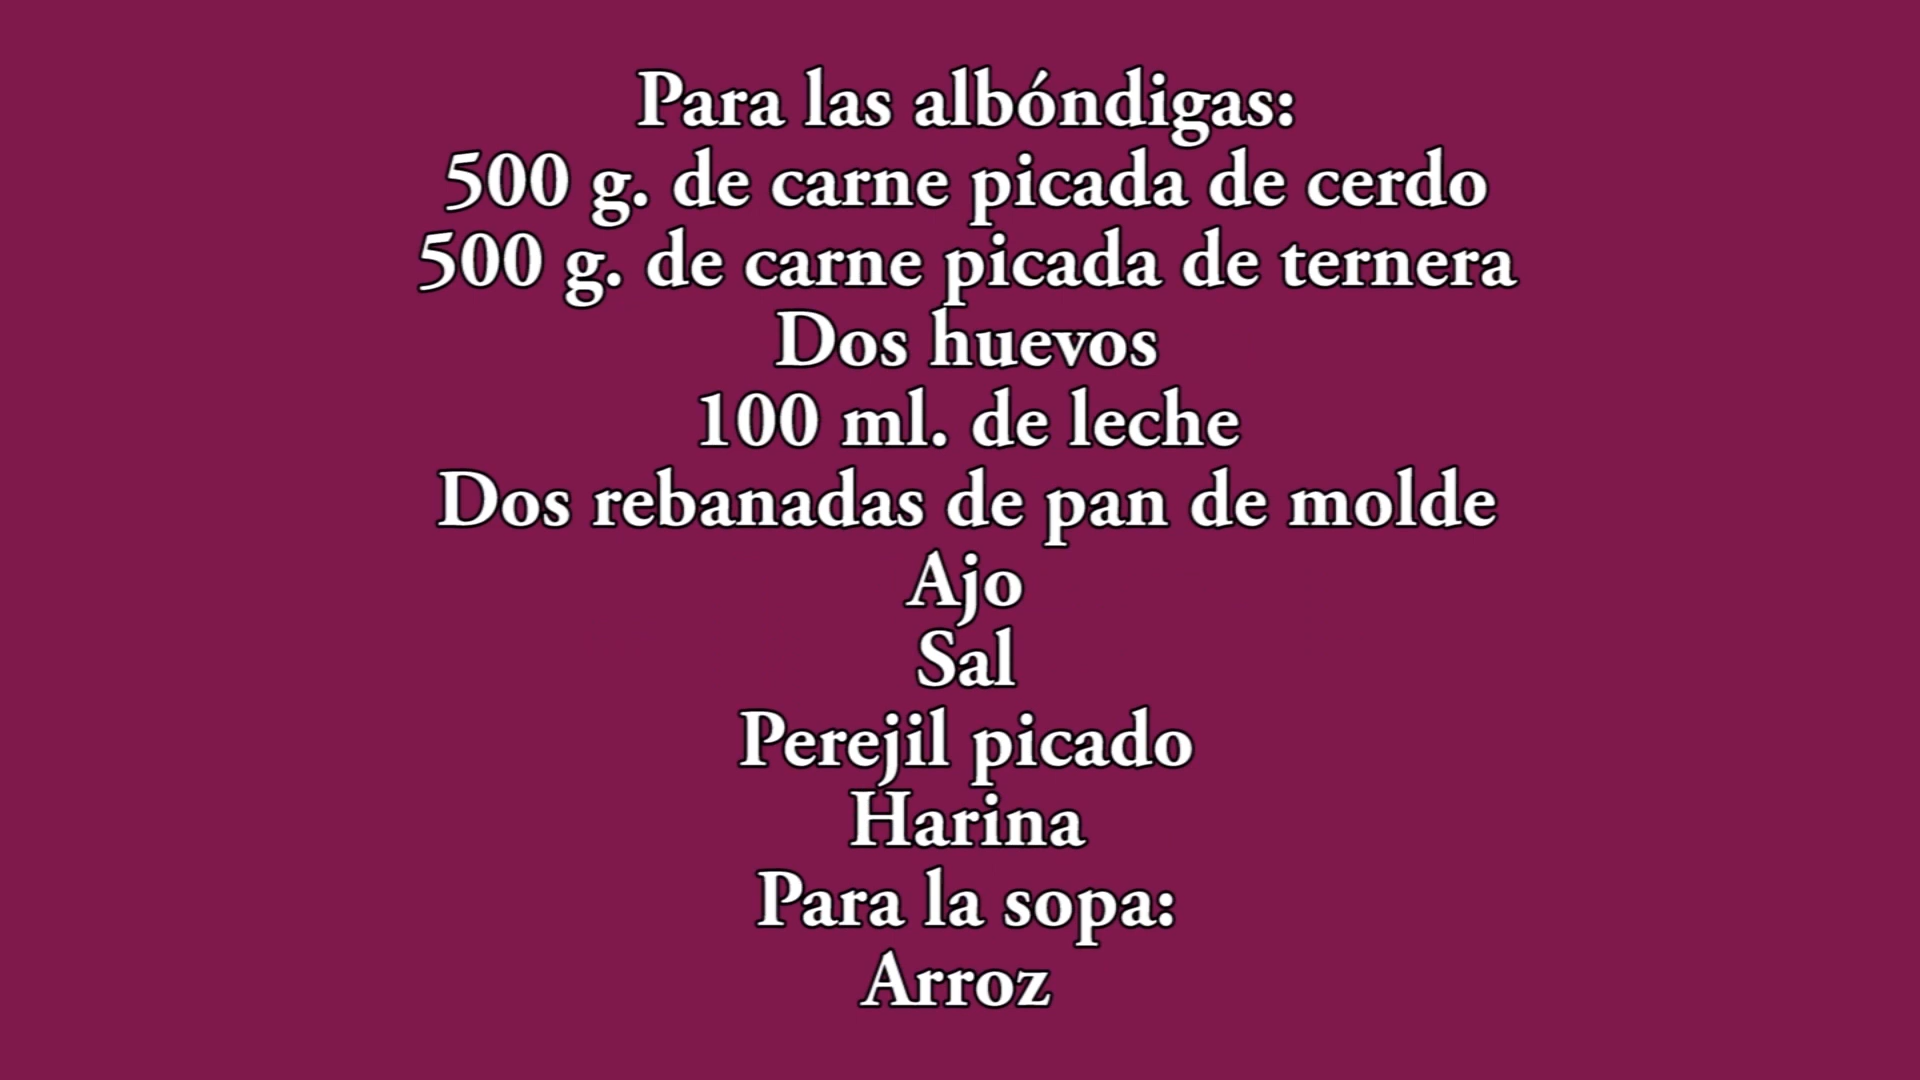 Para las albóndigas:
500 g. de carne picada de cerdo
500 g. de carne picada de ternera
Dos huevos
100 ml. de leche
Dos rebanadas de pan de molde
Ajo
Sal
Perejil picado
Harina
Para la sopa:
Arroz